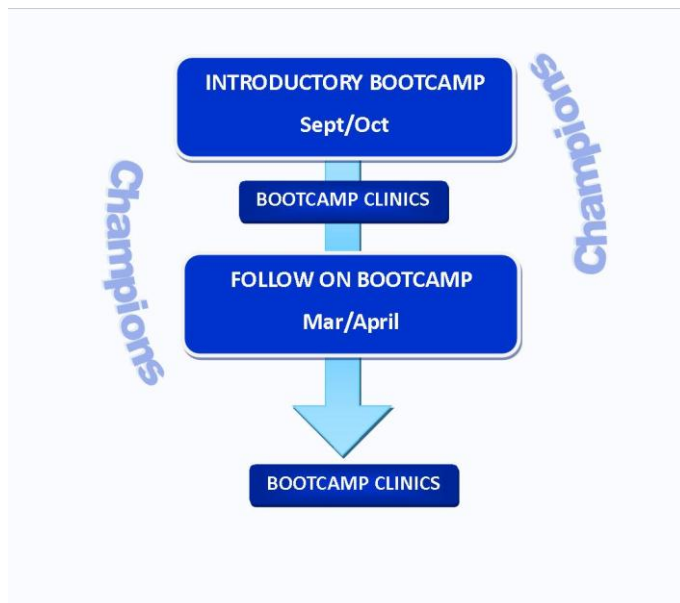 INTRODUCTORY BOOTCAMP
Sept/Oct
Champions
Champions
BOOTCAMP CLINICS
FOLLOW ON BOOTCAMP
Mar/April
BOOTCAMP CLINICS